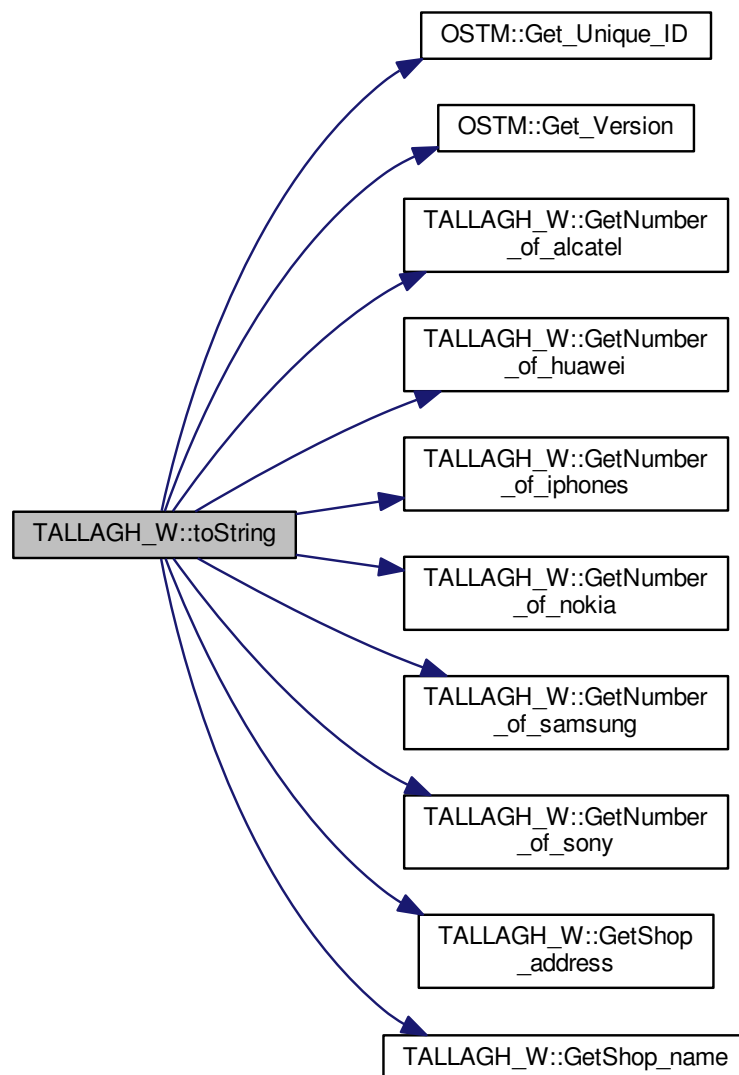 OSTM::Get_Unique_ID
OSTM::Get_Version
TALLAGH_W::GetNumber
_of_alcatel
TALLAGH_W::GetNumber
_of_huawei
TALLAGH_W::GetNumber
_of_iphones
TALLAGH_W::toString
TALLAGH_W::GetNumber
_of_nokia
TALLAGH_W::GetNumber
_of_samsung
TALLAGH_W::GetNumber
_of_sony
TALLAGH_W::GetShop
_address
TALLAGH_W::GetShop_name